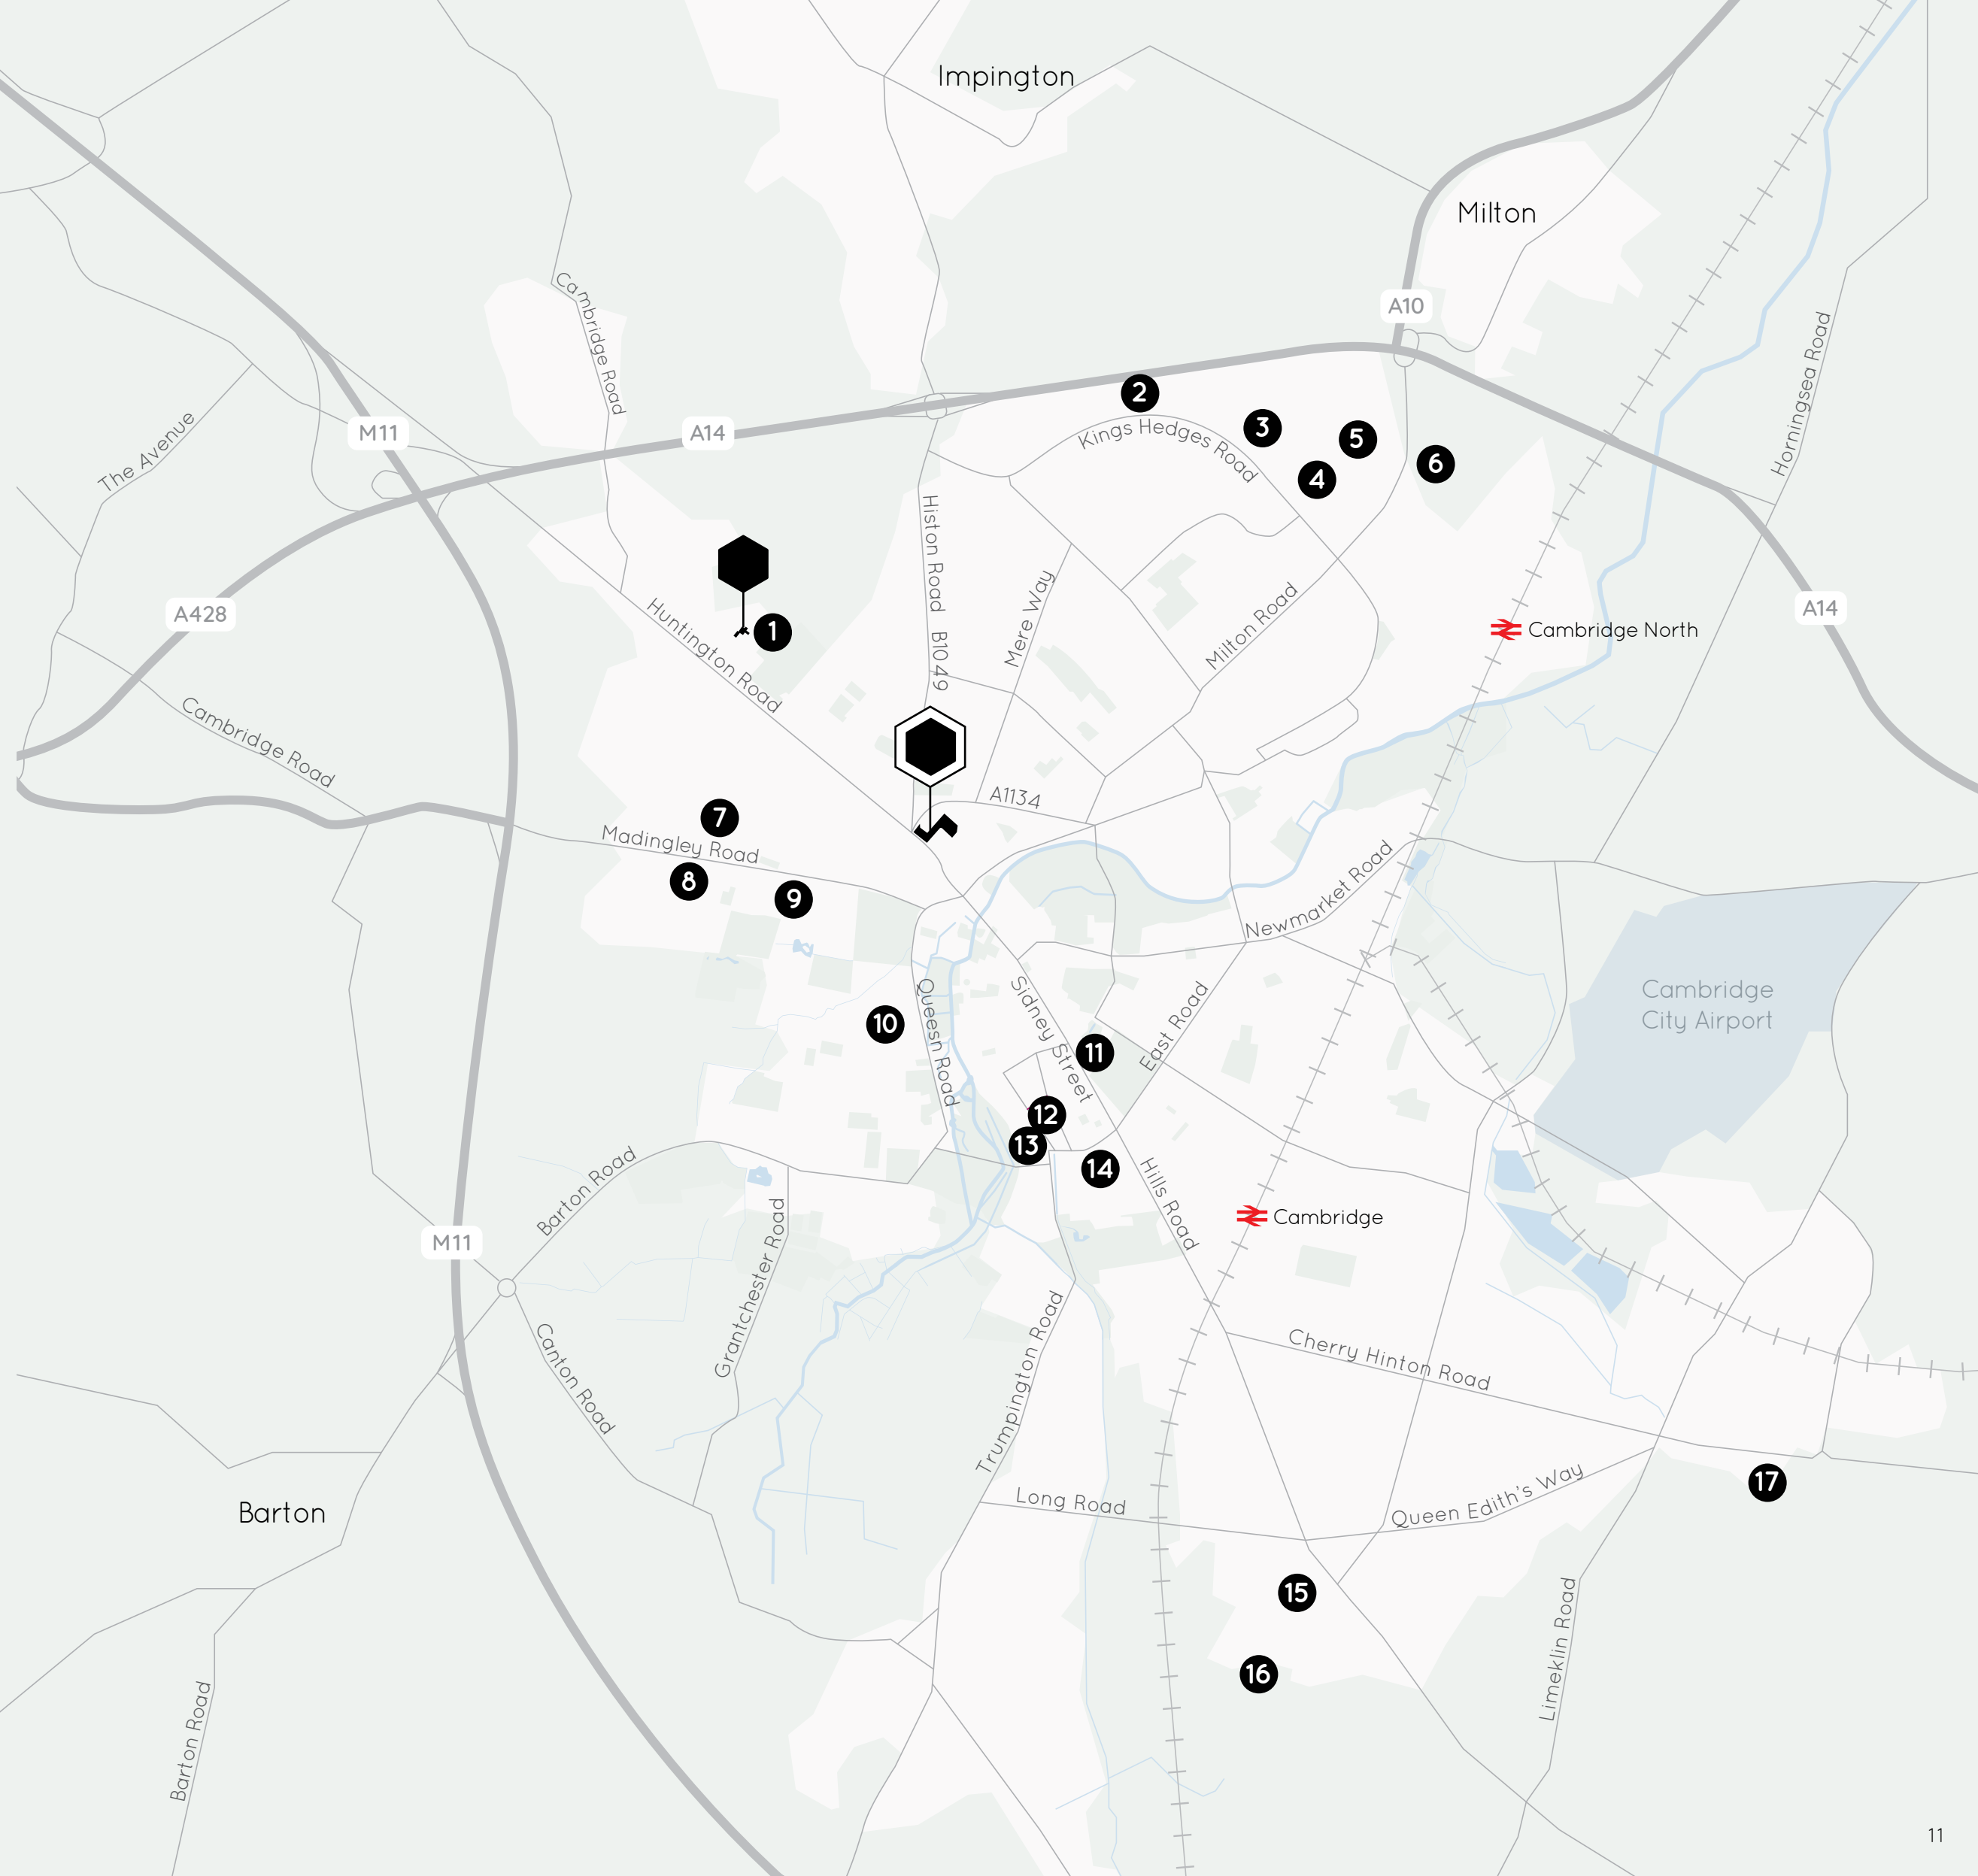 Impington
Milton
A10
Cambridge Road
Horningsea Road
2
M11
A14
The Avenue
Kings Hedges Road
3
5
6
4
Histon Road B1049
1
A428
Huntington Road
Mere Way
Milton Road
Cambridge North
A14
Cambridge Road
A1134
7
Madingley Road
8
9
Newmarket Road
Cambridge
City Airport
Queesn Road
Sidney Street
East Road
10
11
12
13
14
Hills Road
Barton Road
Grantchester Road
M11
Cambridge
Canton Road
Trumpington Road
Cherry Hinton Road
17
Barton
Long Road
Queen Edith's Way
15
Limeklin Road
16
Barton Road
11